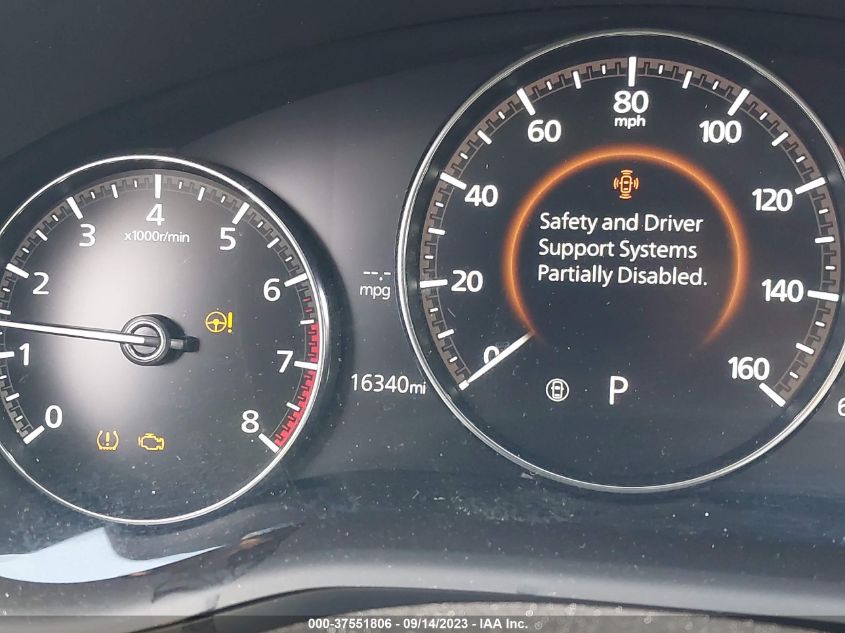 0
1
2
3
4
5
6
7
8
x1000r/min
--.-
mpg
16340mi
0
20
40
60
80
mph
100
120
140
160
Safety and Driver
Support Systems
Partially Disabled.
P
000-37551806 - 09/14/2023 - IAA Inc.